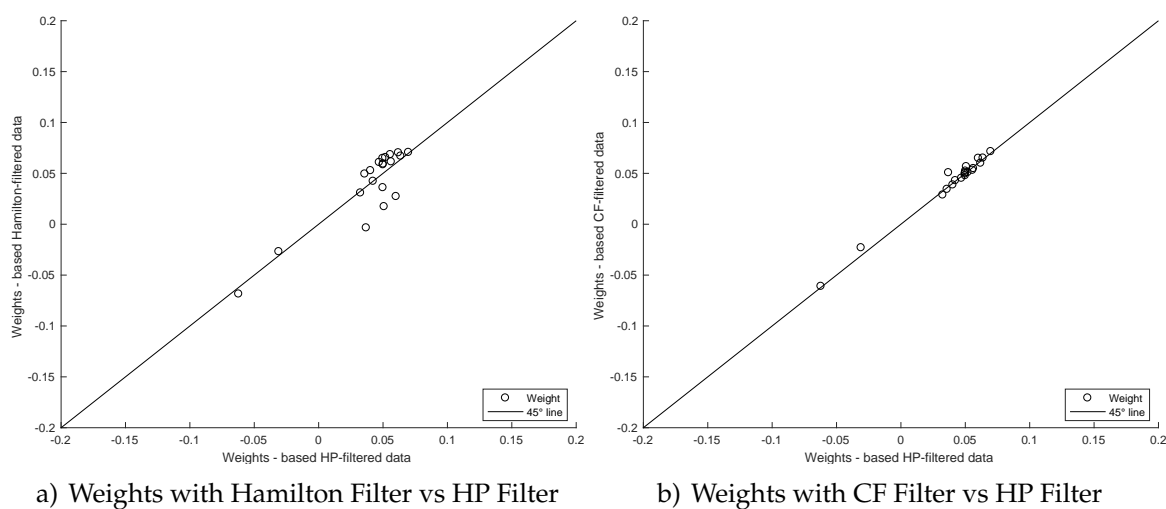 0.2
0.15
0.1
0.05
0
-0.05
-0.1
-0.15
-0.2
Weights - based Hamilton-filtered data
-0.2 -0.15 -0.1 -0.05 0 0.05 0.1 0.15 0.2
Weights - based HP-filtered data
Weight
45° line
a) Weights with Hamilton Filter vs HP Filter
0.2
0.15
0.1
0.05
0
-0.05
-0.1
-0.15
-0.2
Weights - based CF-filtered data
-0.2 -0.15 -0.1 -0.05 0 0.05 0.1 0.15 0.2
Weights - based HP-filtered data
Weight
45° line
b) Weights with CF Filter vs HP Filter